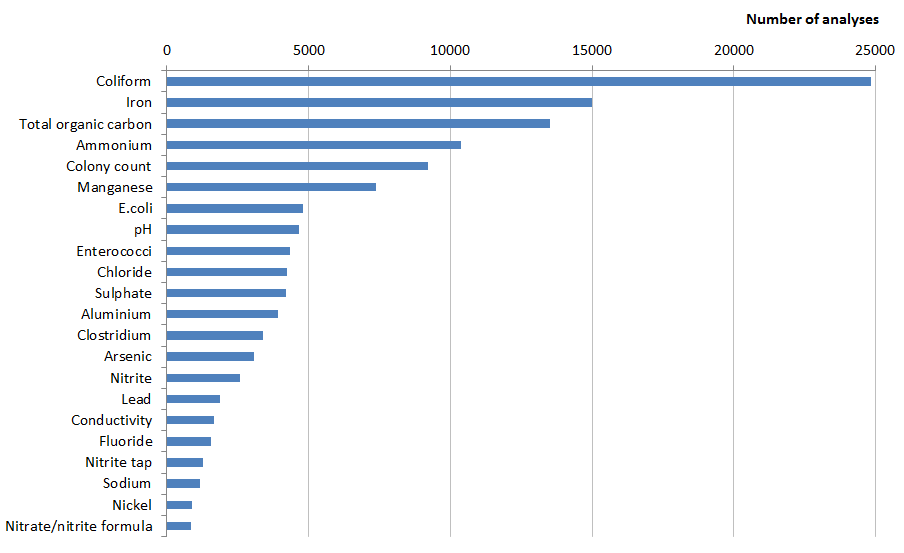 Number of analyses
0 5000 10000 15000 20000 25000
Coliform
Iron
Total organic carbon
Ammonium
Colony count
Manganese
E.coli
pH
Enterococci
Chloride
Sulphate
Aluminium
Clostridium
Arsenic
Nitrite
Lead
Conductivity
Fluoride
Nitrite tap
Sodium
Nickel
Nitrate/nitrite formula